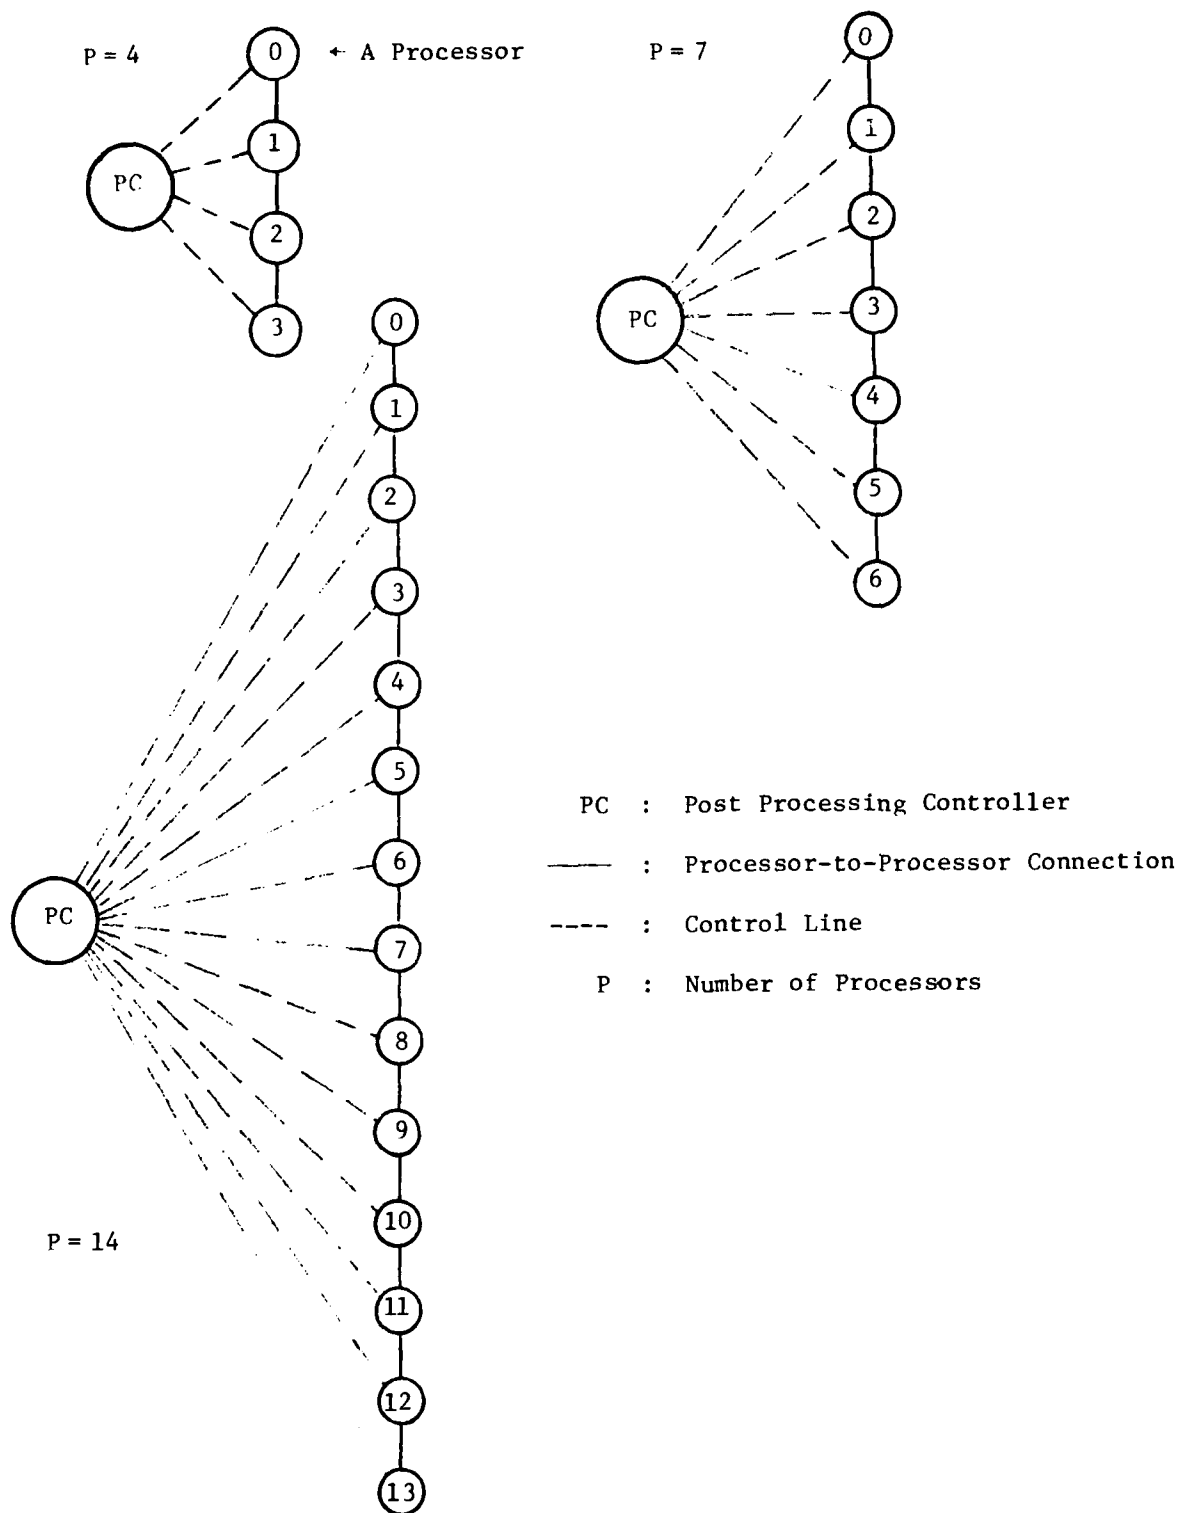 P = 4
← A Processor
0
1
2
3
PC
P = 7
0
1
2
3
4
5
6
PC
0
1
2
3
4
5
6
7
8
9
10
11
12
13
PC
P = 14
PC : Post Processing Controller
—— : Processor-to-Processor Connection
---- : Control Line
P : Number of Processors